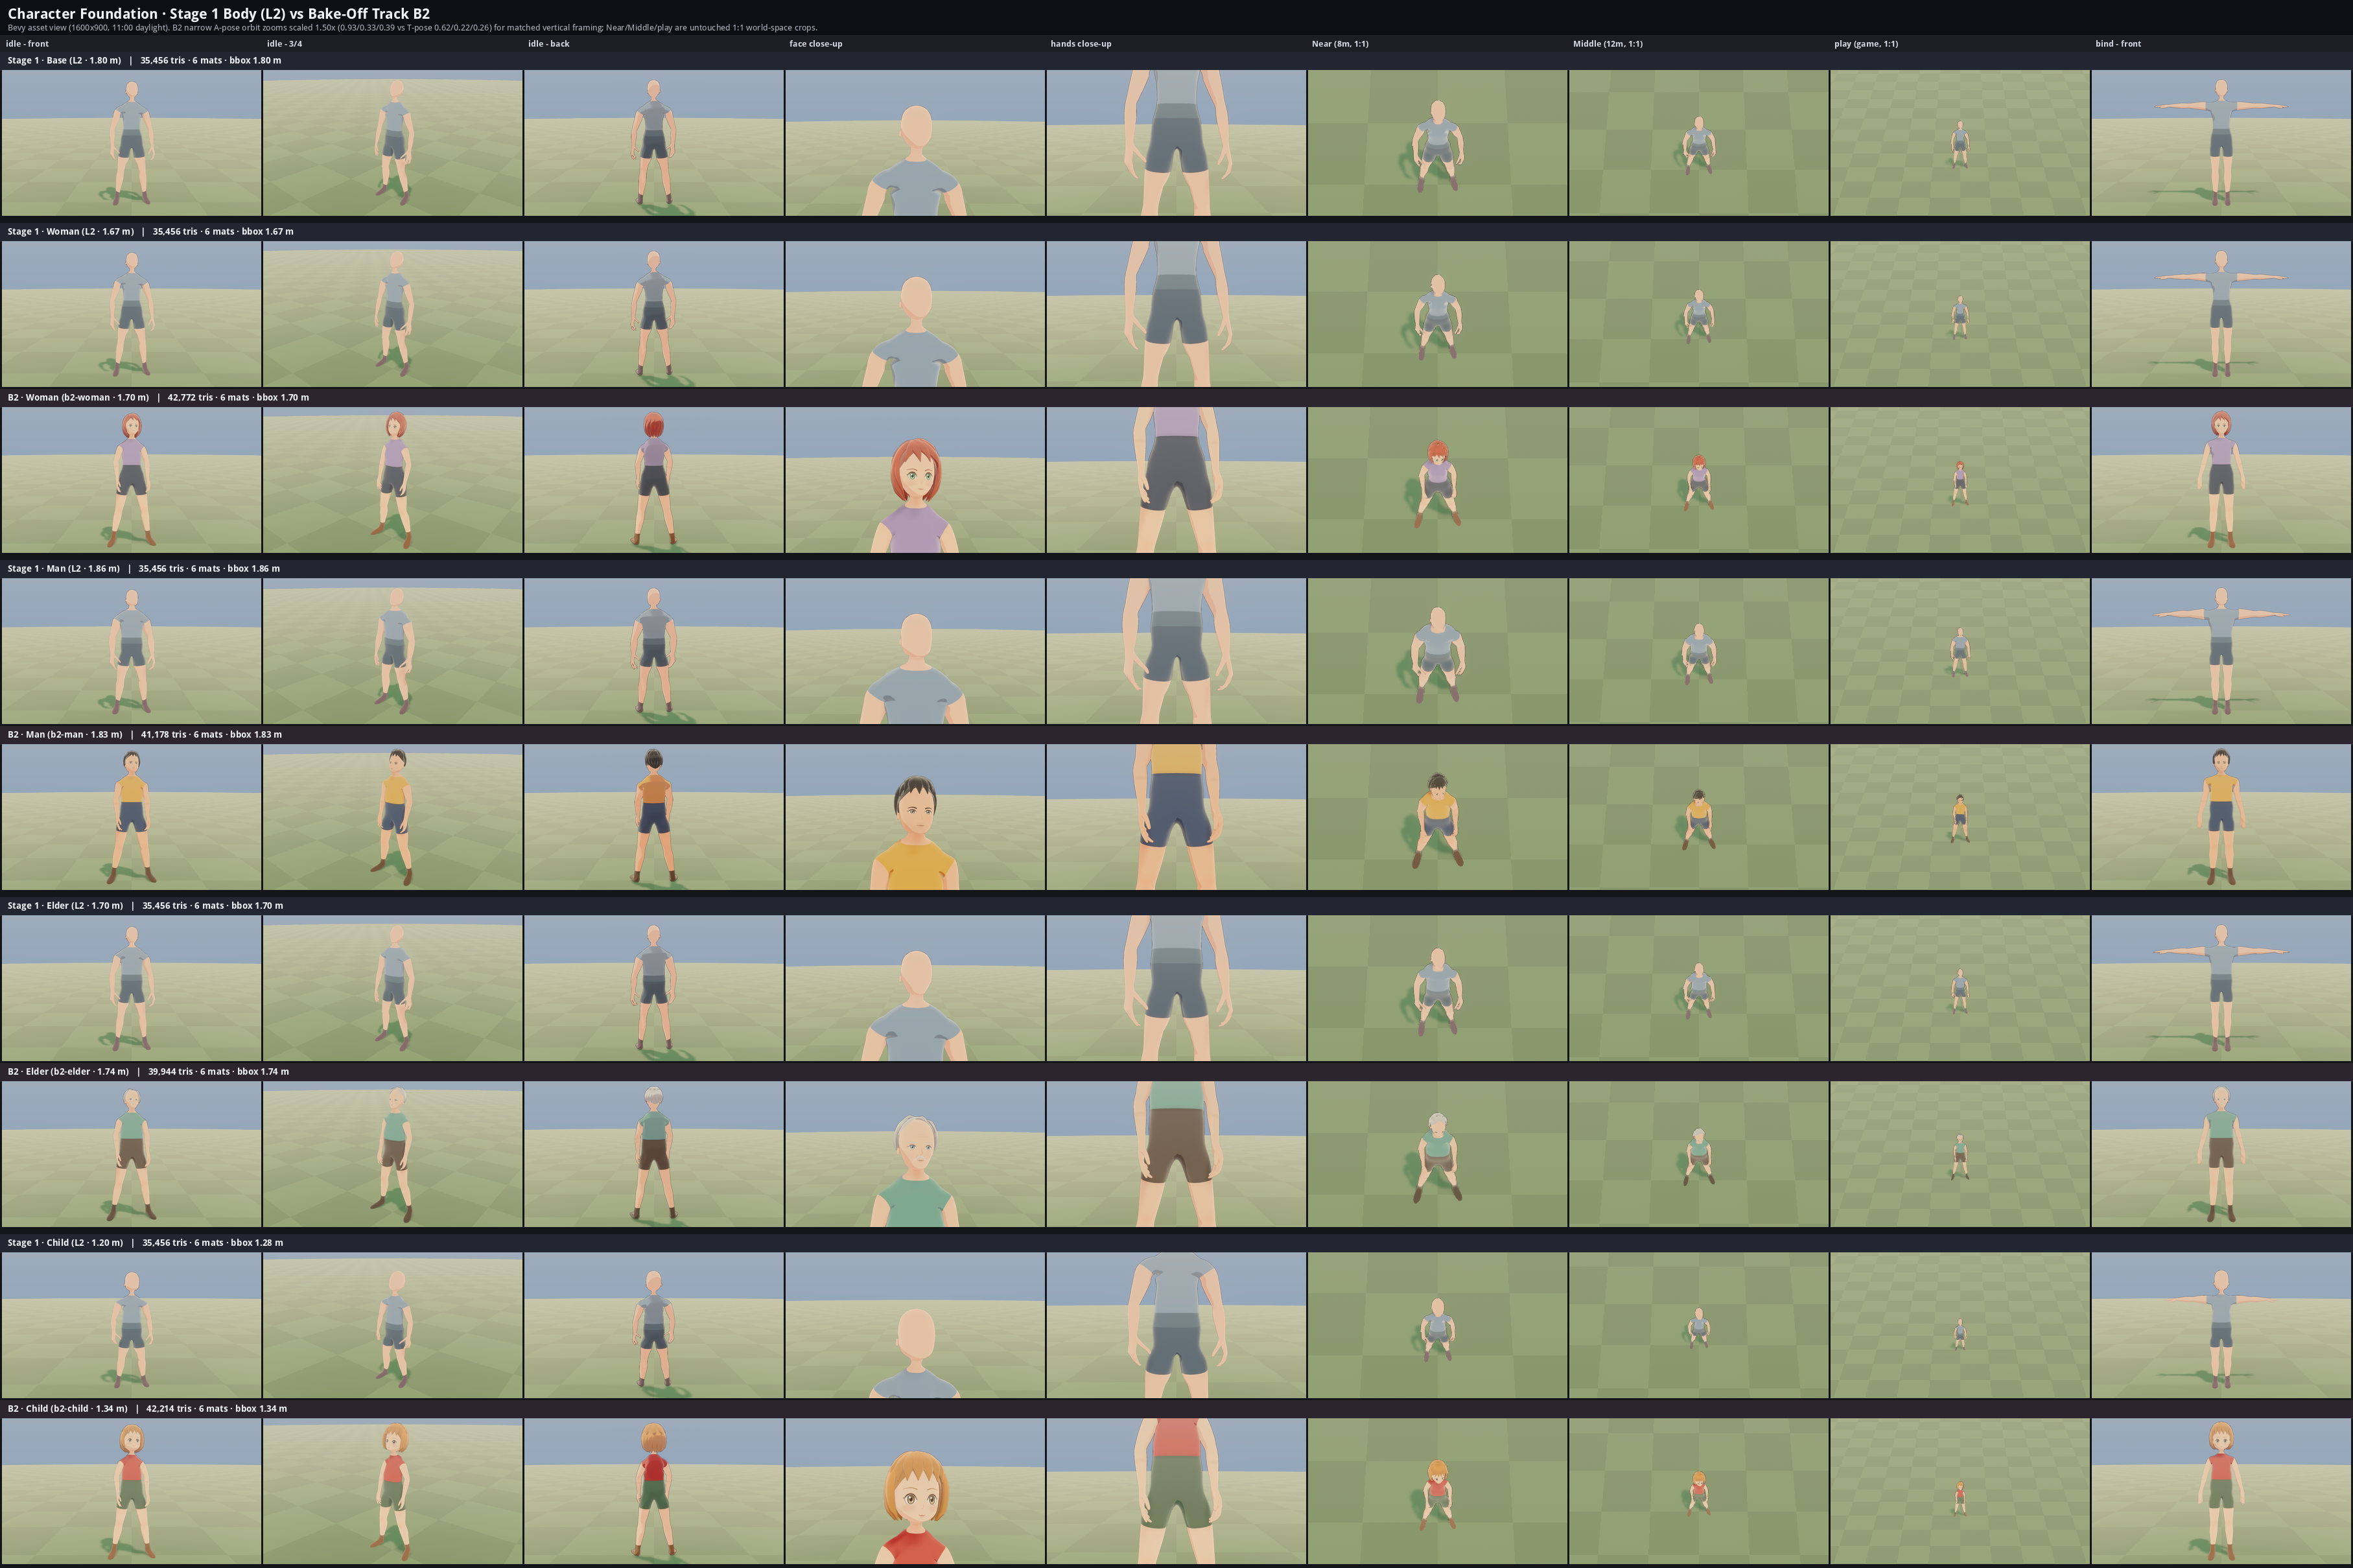 Character Foundation · Stage 1 Body (L2) vs Bake-Off Track B2
Bevy asset view (1600x900, 11:00 daylight). B2 narrow A-pose orbit zooms scaled 1.50x (0.93/0.33/0.39 vs T-pose 0.62/0.22/0.26) for matched vertical framing; Near/Middle/play are untouched 1:1 world-space crops.
idle - front idle - 3/4 idle - back face close-up hands close-up Near (8m, 1:1) Middle (12m, 1:1) play (game, 1:1) bind - front
Stage 1 · Base (L2 · 1.80 m) | 35,456 tris · 6 mats · bbox 1.80 m
Stage 1 · Woman (L2 · 1.67 m) | 35,456 tris · 6 mats · bbox 1.67 m
B2 · Woman (b2-woman · 1.70 m) | 42,772 tris · 6 mats · bbox 1.70 m
Stage 1 · Man (L2 · 1.86 m) | 35,456 tris · 6 mats · bbox 1.86 m
B2 · Man (b2-man · 1.83 m) | 41,178 tris · 6 mats · bbox 1.83 m
Stage 1 · Elder (L2 · 1.70 m) | 35,456 tris · 6 mats · bbox 1.70 m
B2 · Elder (b2-elder · 1.74 m) | 39,944 tris · 6 mats · bbox 1.74 m
Stage 1 · Child (L2 · 1.20 m) | 35,456 tris · 6 mats · bbox 1.28 m
B2 · Child (b2-child · 1.34 m) | 42,214 tris · 6 mats · bbox 1.34 m